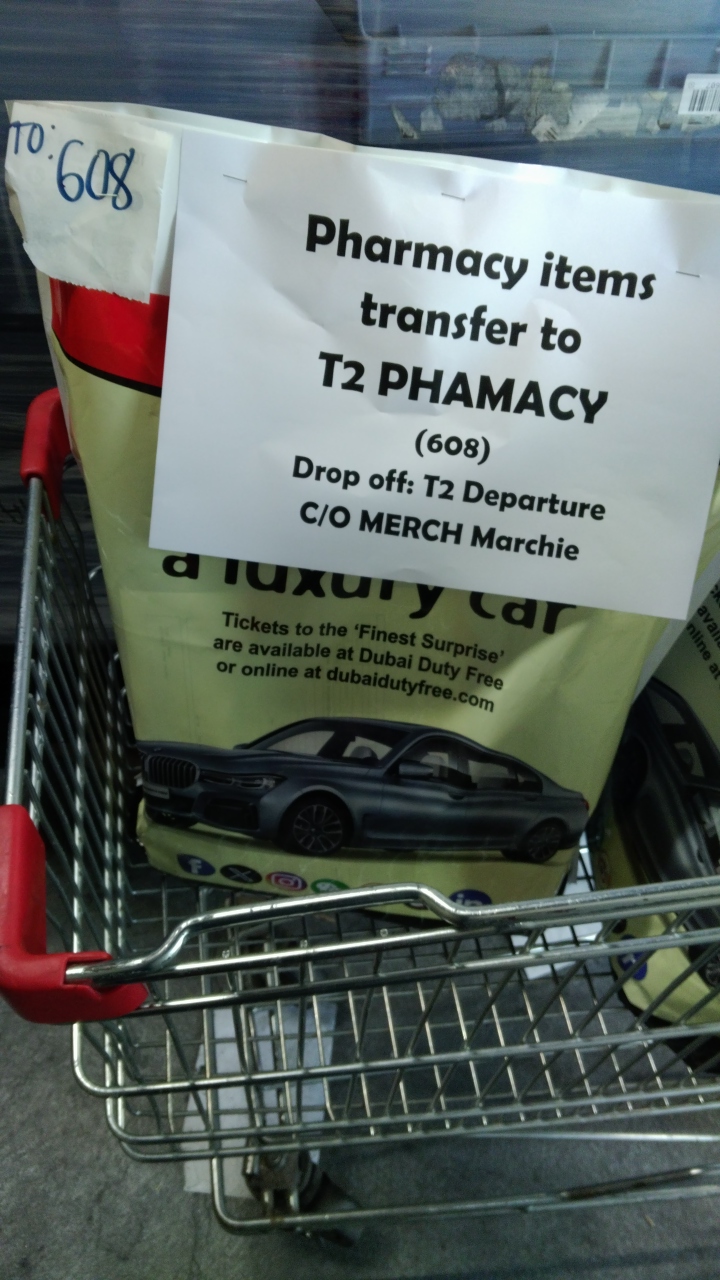 TO: 608
Pharmacy items
transfer to
T2 PHAMACY
(608)
Drop off: T2 Departure
C/O MERCH Marchie
a luxury car
Tickets to the 'Finest Surprise'
are available at Dubai Duty Free
or online at dubaidutyfree.com